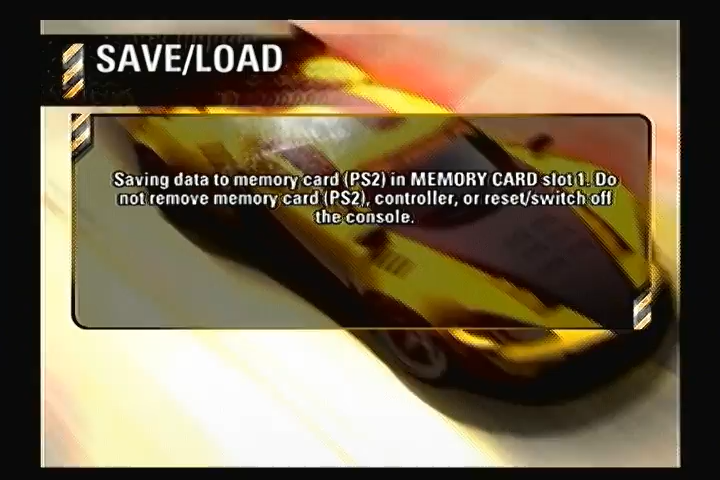 SAVE/LOAD
Saving data to memory card (PS2) in MEMORY CARD slot 1. Do
not remove memory card (PS2), controller, or reset/switch off
the console.